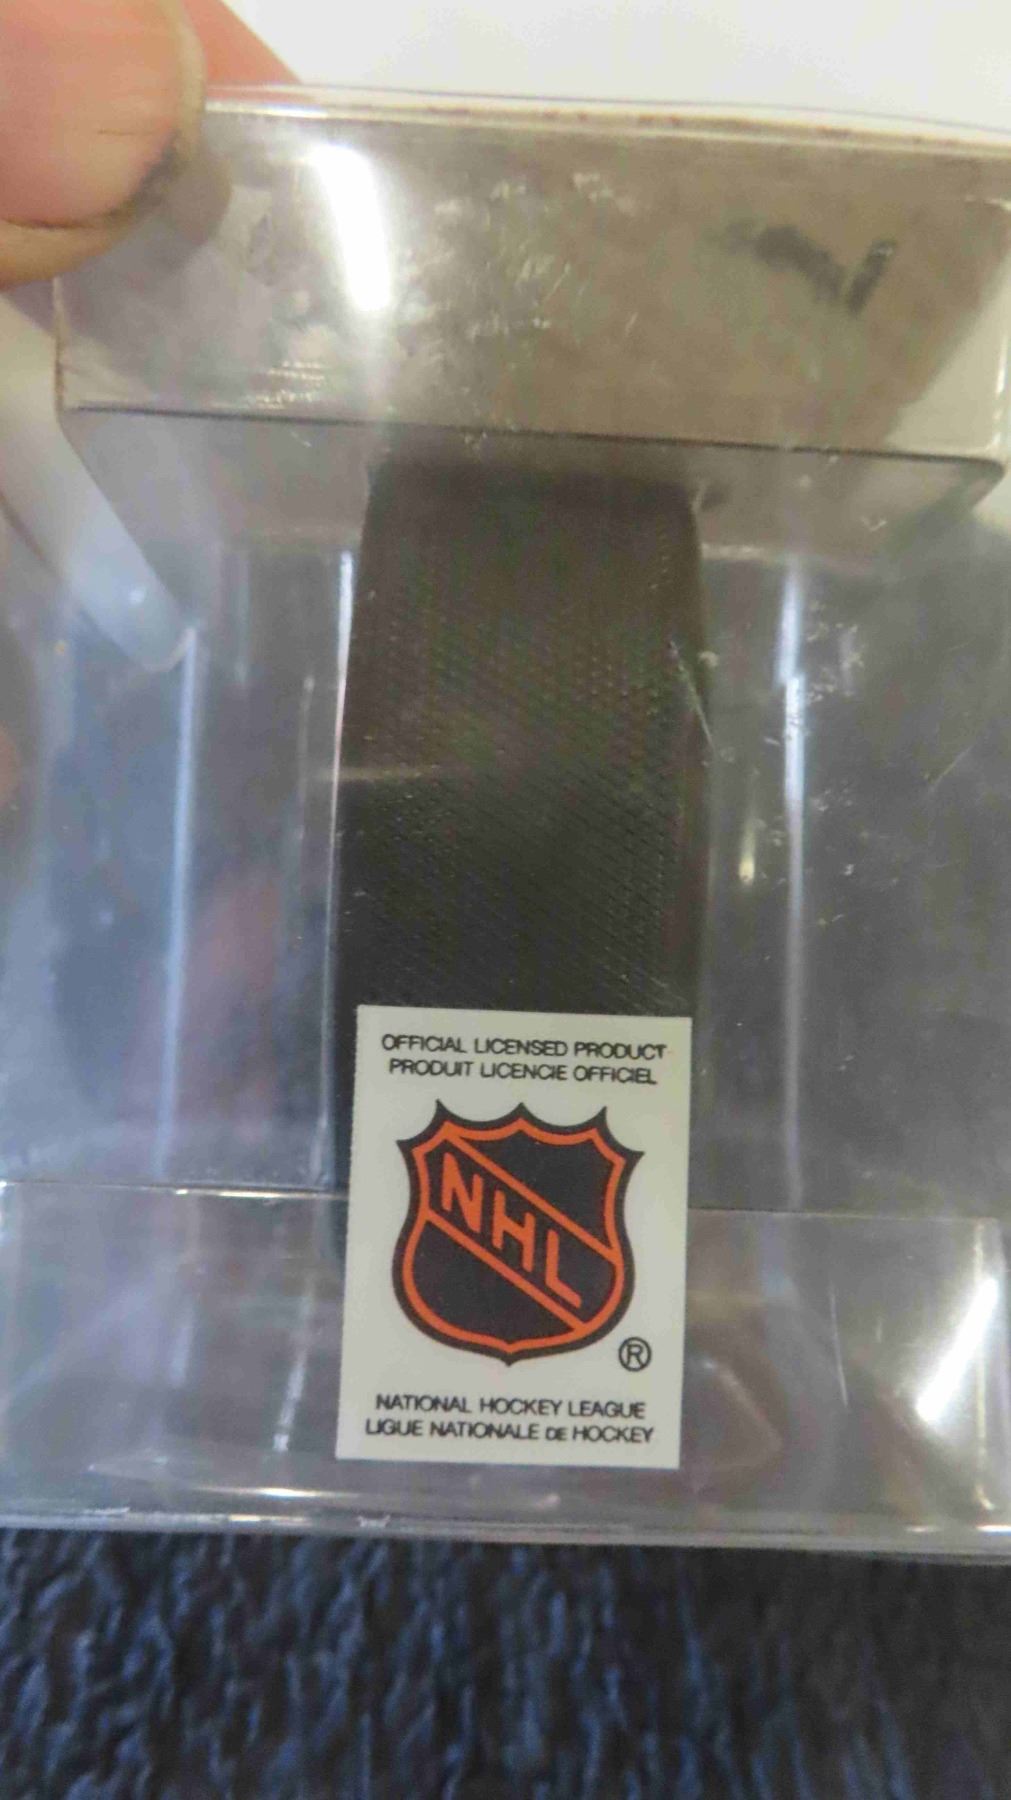 OFFICIAL LICENSED PRODUCT
PRODUIT LICENCIE OFFICIEL
NHL
®
NATIONAL HOCKEY LEAGUE
LIGUE NATIONALE DE HOCKEY